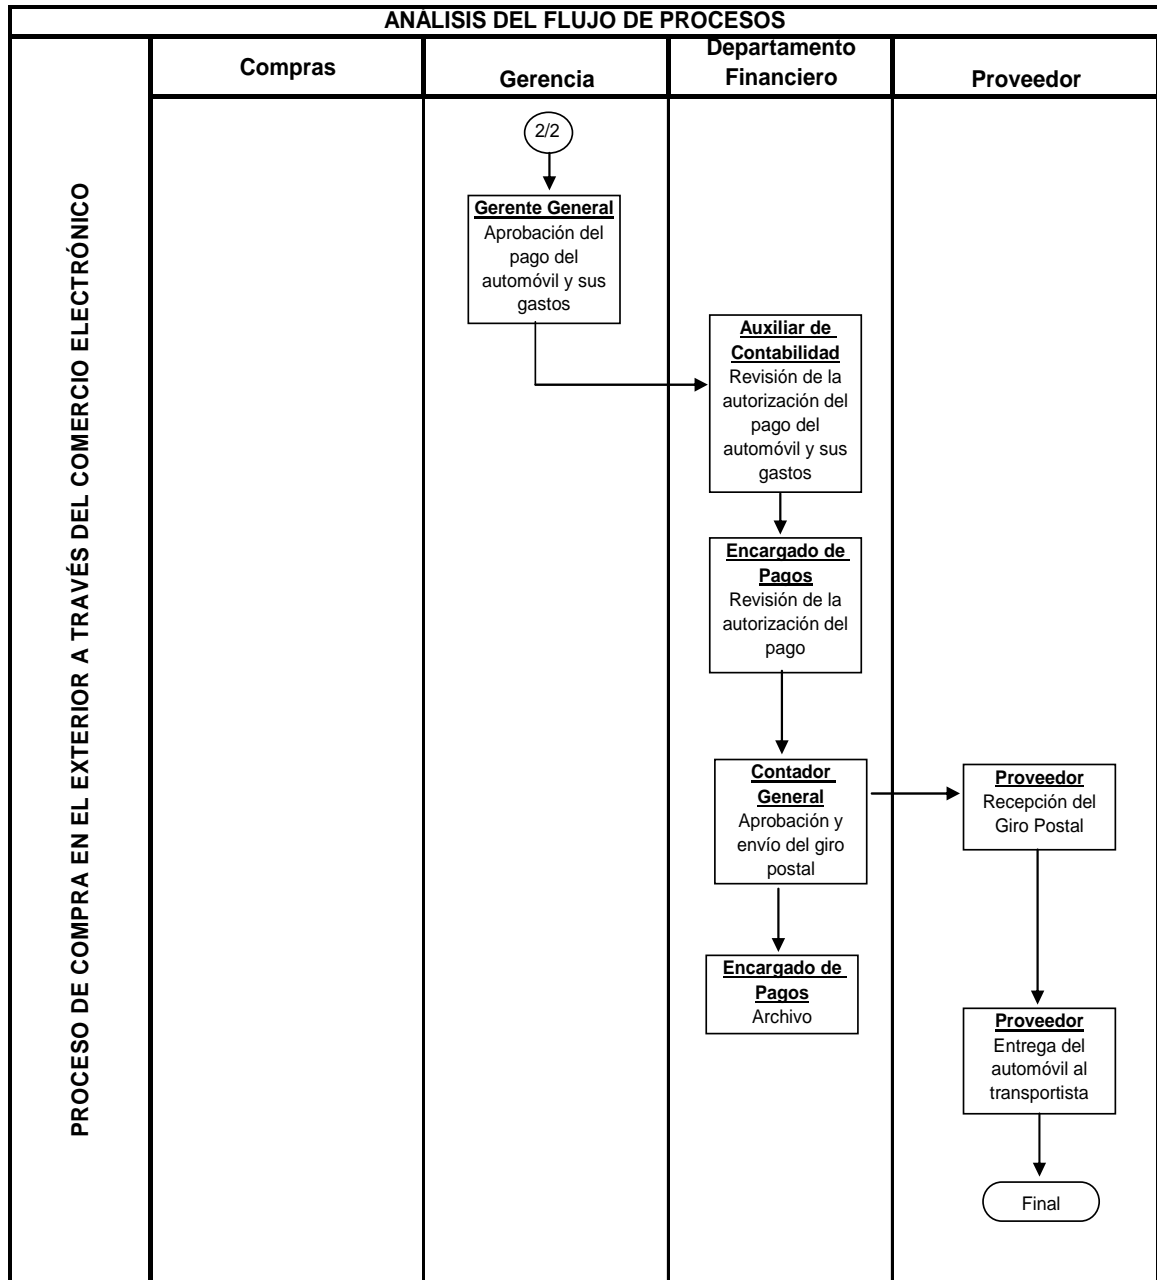 ANÁLISIS DEL FLUJO DE PROCESOS
Compras
Gerencia
Departamento
Financiero
Proveedor
PROCESO DE COMPRA EN EL EXTERIOR A TRAVÉS DEL COMERCIO ELECTRÓNICO
2/2
Gerente General
Aprobación del
pago del
automóvil y sus
gastos
Auxiliar de
Contabilidad
Revisión de la
autorización del
pago del
automóvil y sus
gastos
Encargado de
Pagos
Revisión de la
autorización del
pago
Contador
General
Aprobación y
envío del giro
postal
Proveedor
Recepción del
Giro Postal
Encargado de
Pagos
Archivo
Proveedor
Entrega del
automóvil al
transportista
Final